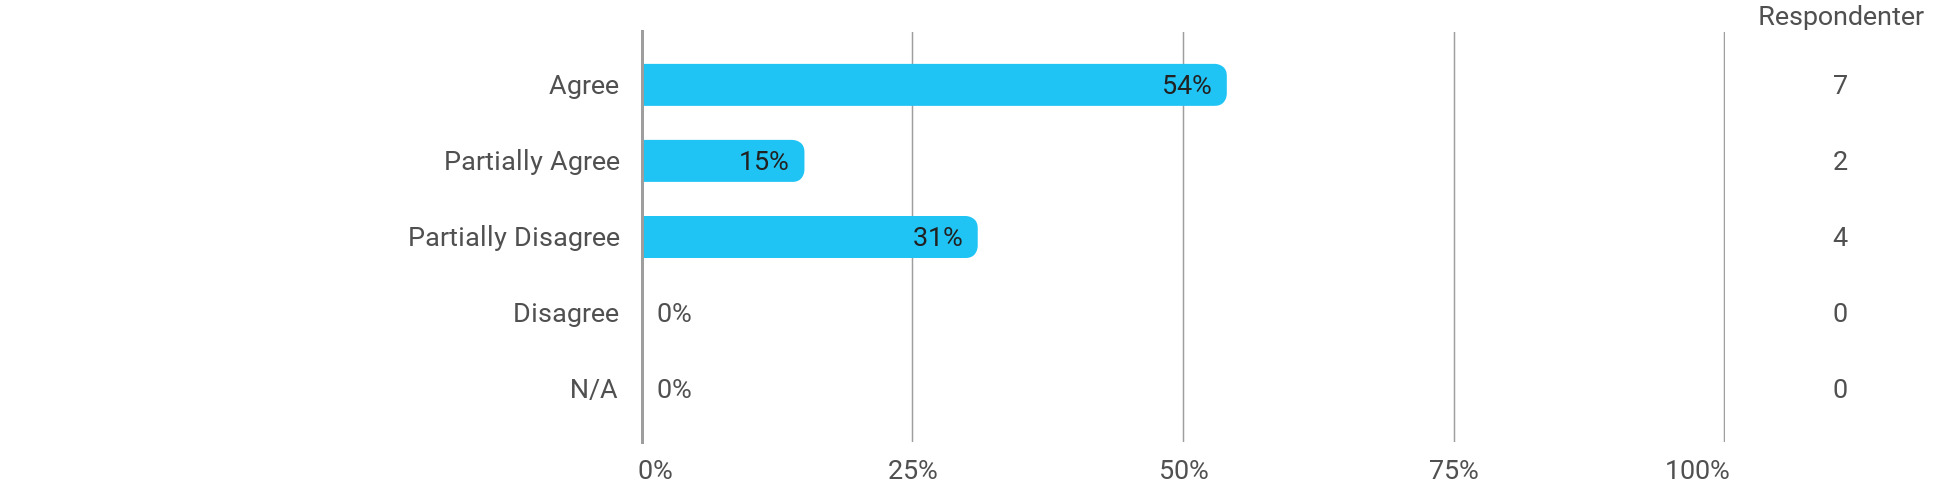 Respondenter
Agree 54% 7
Partially Agree 15% 2
Partially Disagree 31% 4
Disagree 0% 0
N/A 0% 0
0% 25% 50% 75% 100%